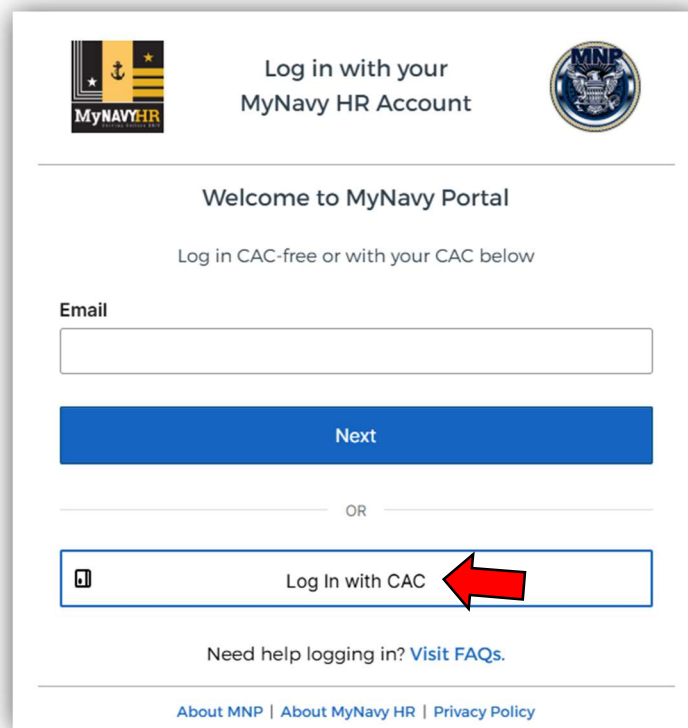 Log in with your
MyNavy HR Account
MyNAVYHR
MNP
Welcome to MyNavy Portal
Log in CAC-free or with your CAC below
Email
Next
OR
Log In with CAC
Need help logging in? Visit FAQs.
About MNP | About MyNavy HR | Privacy Policy